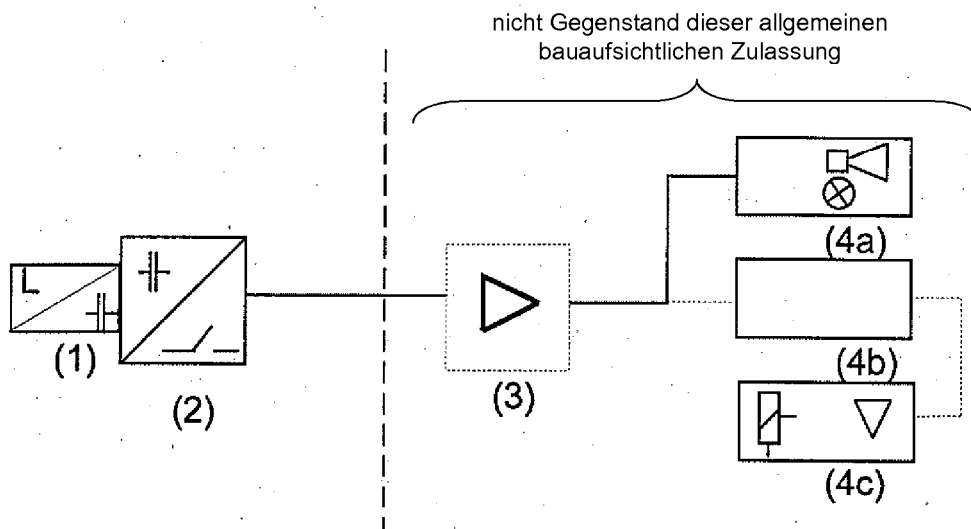 nicht Gegenstand dieser allgemeinen
bauaufsichtlichen Zulassung
(4a)
L
(1)
(2)
(3)
(4b)
(4c)